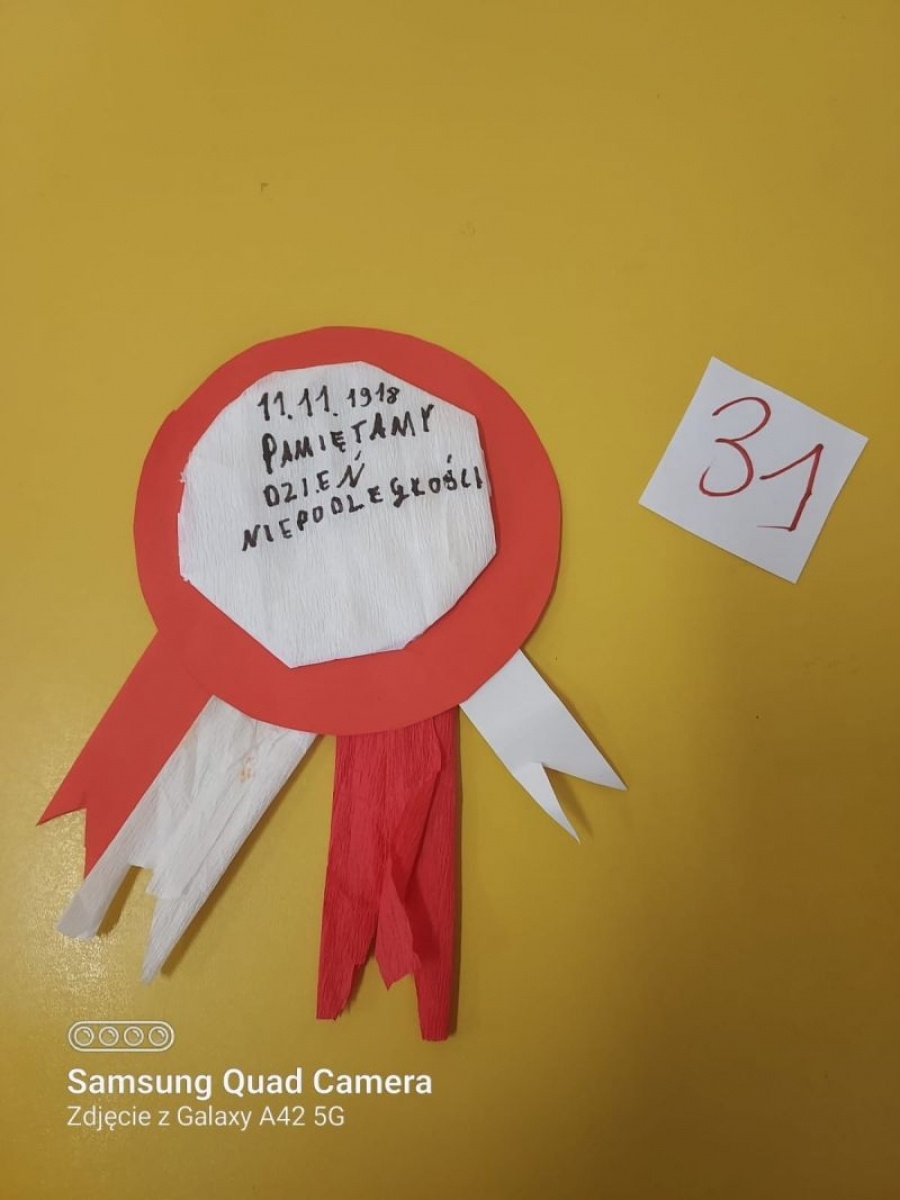 11.11.1918
PAMIĘTAMY
DZIEŃ
NIEPODLEGŁOŚCI
31
Samsung Quad Camera
Zdjęcie z Galaxy A42 5G